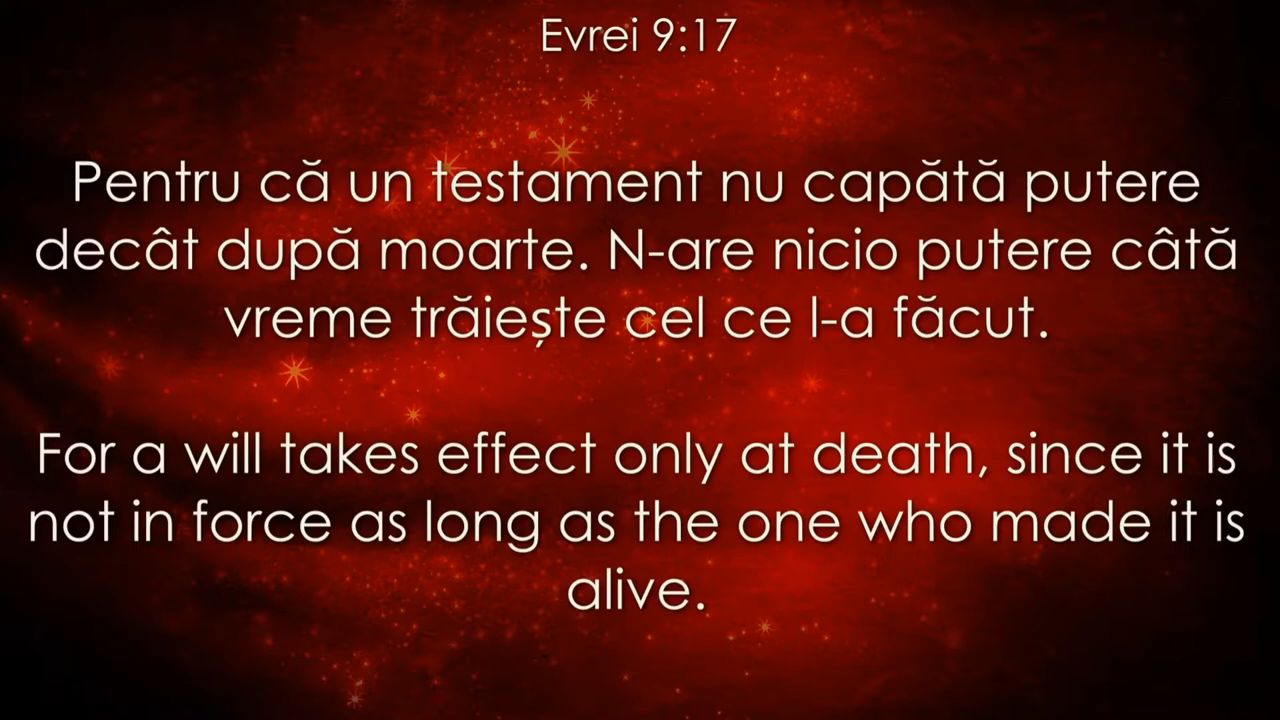 Evrei 9:17
Pentru că un testament nu capătă putere
decât după moarte. N-are nicio putere câtă
vreme trăiește cel ce l-a făcut.
For a will takes effect only at death, since it is
not in force as long as the one who made it is
alive.